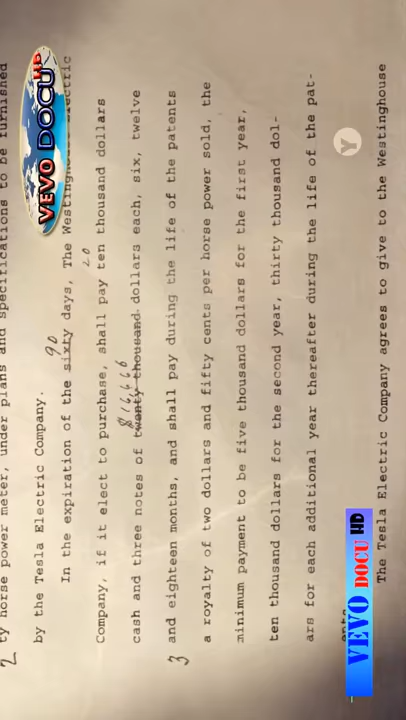 ty horse power meter, under plans and specifications to be furnished
2
by the Tesla Electric Company.
90
In the expiration of the sixty days, The Westinghouse Electric
20
Company, if it elect to purchase, shall pay ten thousand dollars
$16,666
cash and three notes of twenty thousand dollars each, six, twelve
and eighteen months, and shall pay during the life of the patents
3
a royalty of two dollars and fifty cents per horse power sold, the
minimum payment to be five thousand dollars for the first year,
ten thousand dollars for the second year, thirty thousand dol-
ars for each additional year thereafter during the life of the pat-
Y
The Tesla Electric Company agrees to give to the Westinghouse
VEVO DOCU HD
VEVO DOCU HD